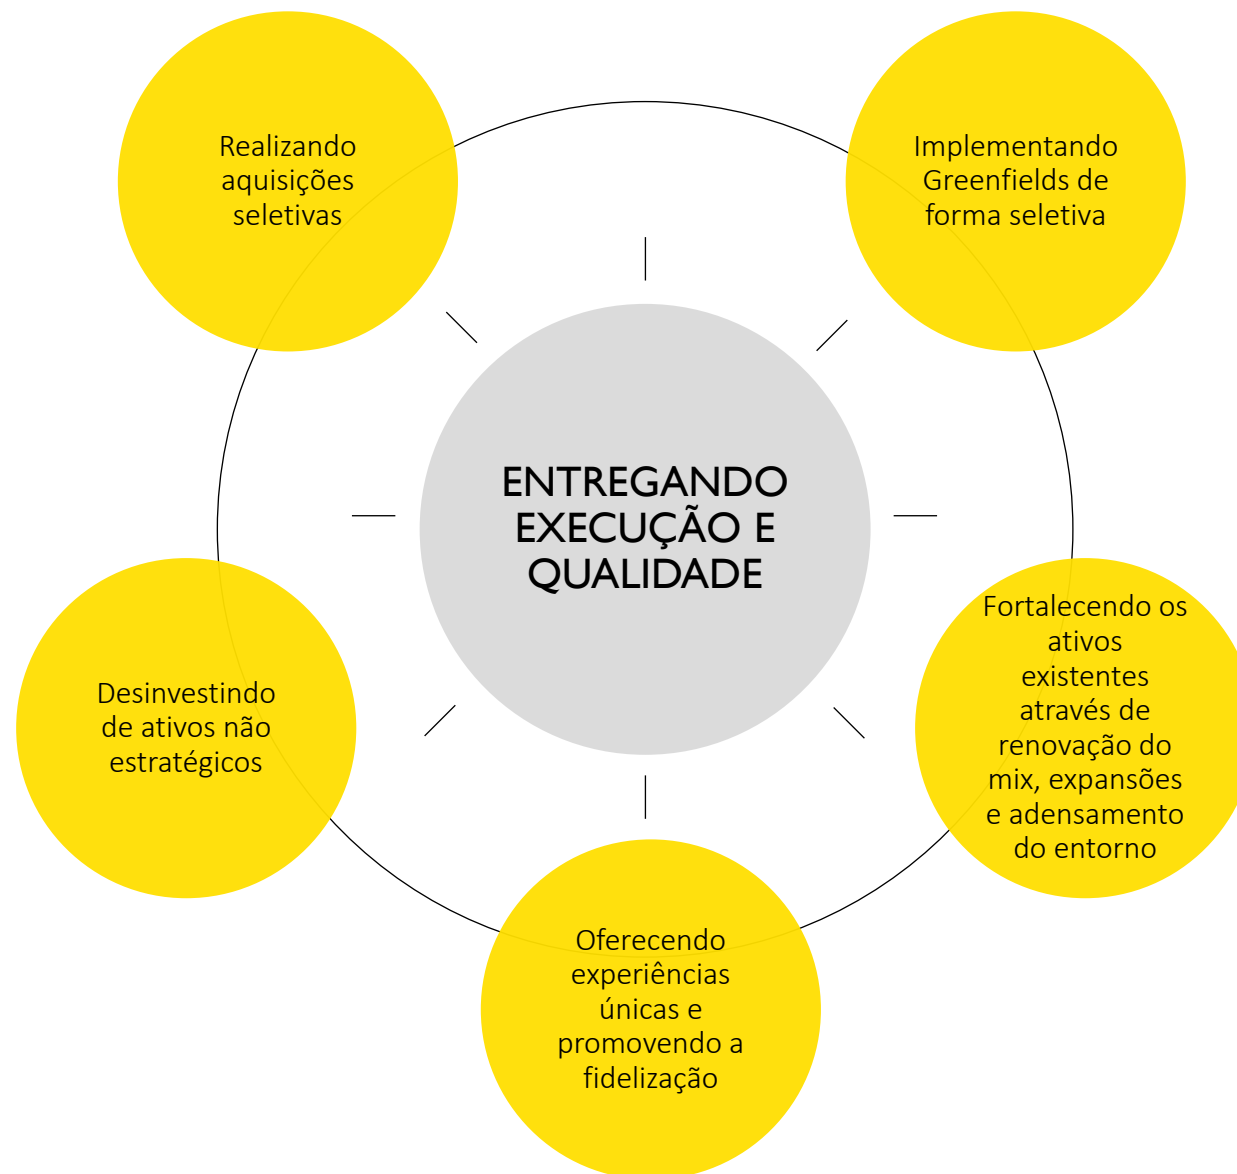 Realizando
aquisições
seletivas
Implementando
Greenfields de
forma seletiva
ENTREGANDO
EXECUÇÃO E
QUALIDADE
Fortalecendo os
ativos
existentes
através de
renovação do
mix, expansões
e adensamento
do entorno
Desinvestindo
de ativos não
estratégicos
Oferecendo
experiências
únicas e
promovendo a
fidelização